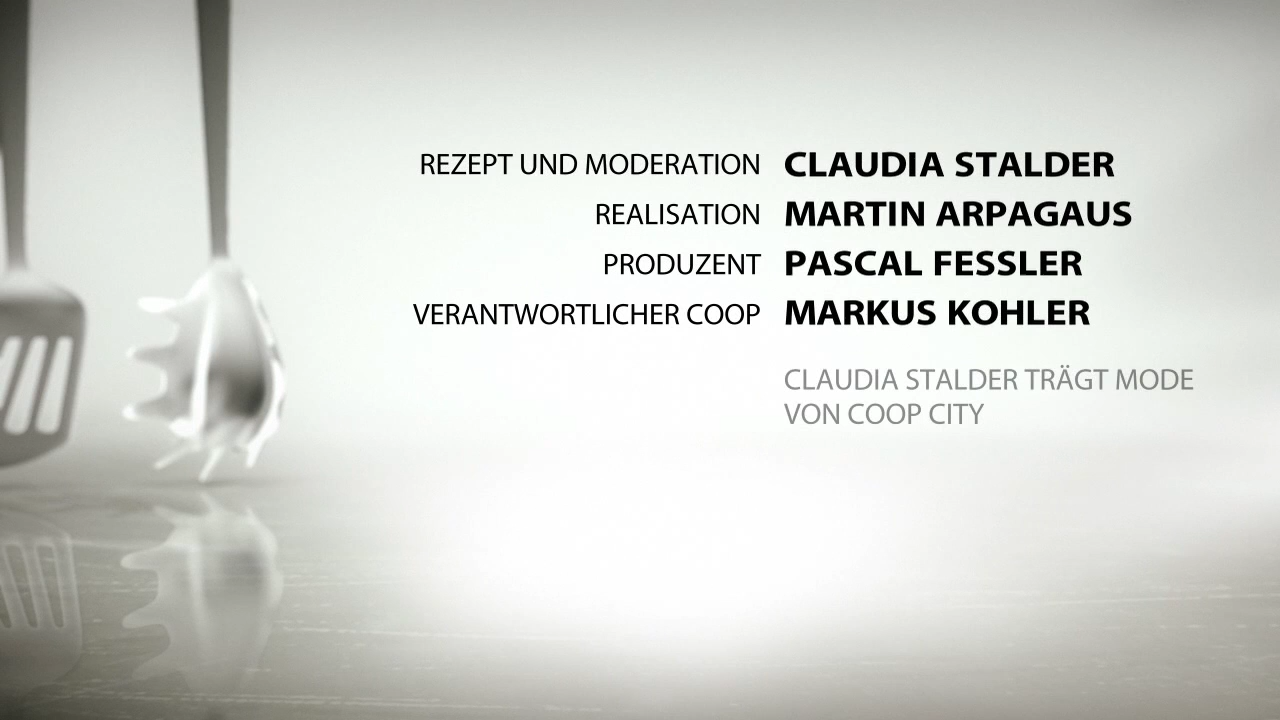 REZEPT UND MODERATION CLAUDIA STALDER
REALISATION MARTIN ARPAGAUS
PRODUZENT PASCAL FESSLER
VERANTWORTLICHER COOP MARKUS KOHLER
CLAUDIA STALDER TRÄGT MODE
VON COOP CITY